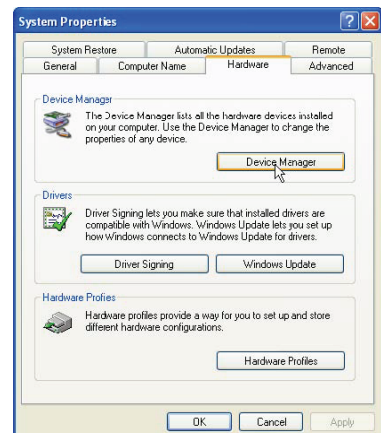 System Properties
System Restore Automatic Updates Remote
General Computer Name Hardware Advanced
Device Manager
The Device Manager lists all the hardware devices installed
on your computer. Use the Device Manager to change the
properties of any device.
Device Manager
Drivers
Driver Signing lets you make sure that installed drivers are
compatible with Windows. Windows Update lets you set up
how Windows connects to Windows Update for drivers.
Driver Signing Windows Update
Hardware Profiles
Hardware profiles provide a way for you to set up and store
different hardware configurations.
Hardware Profiles
OK Cancel Apply